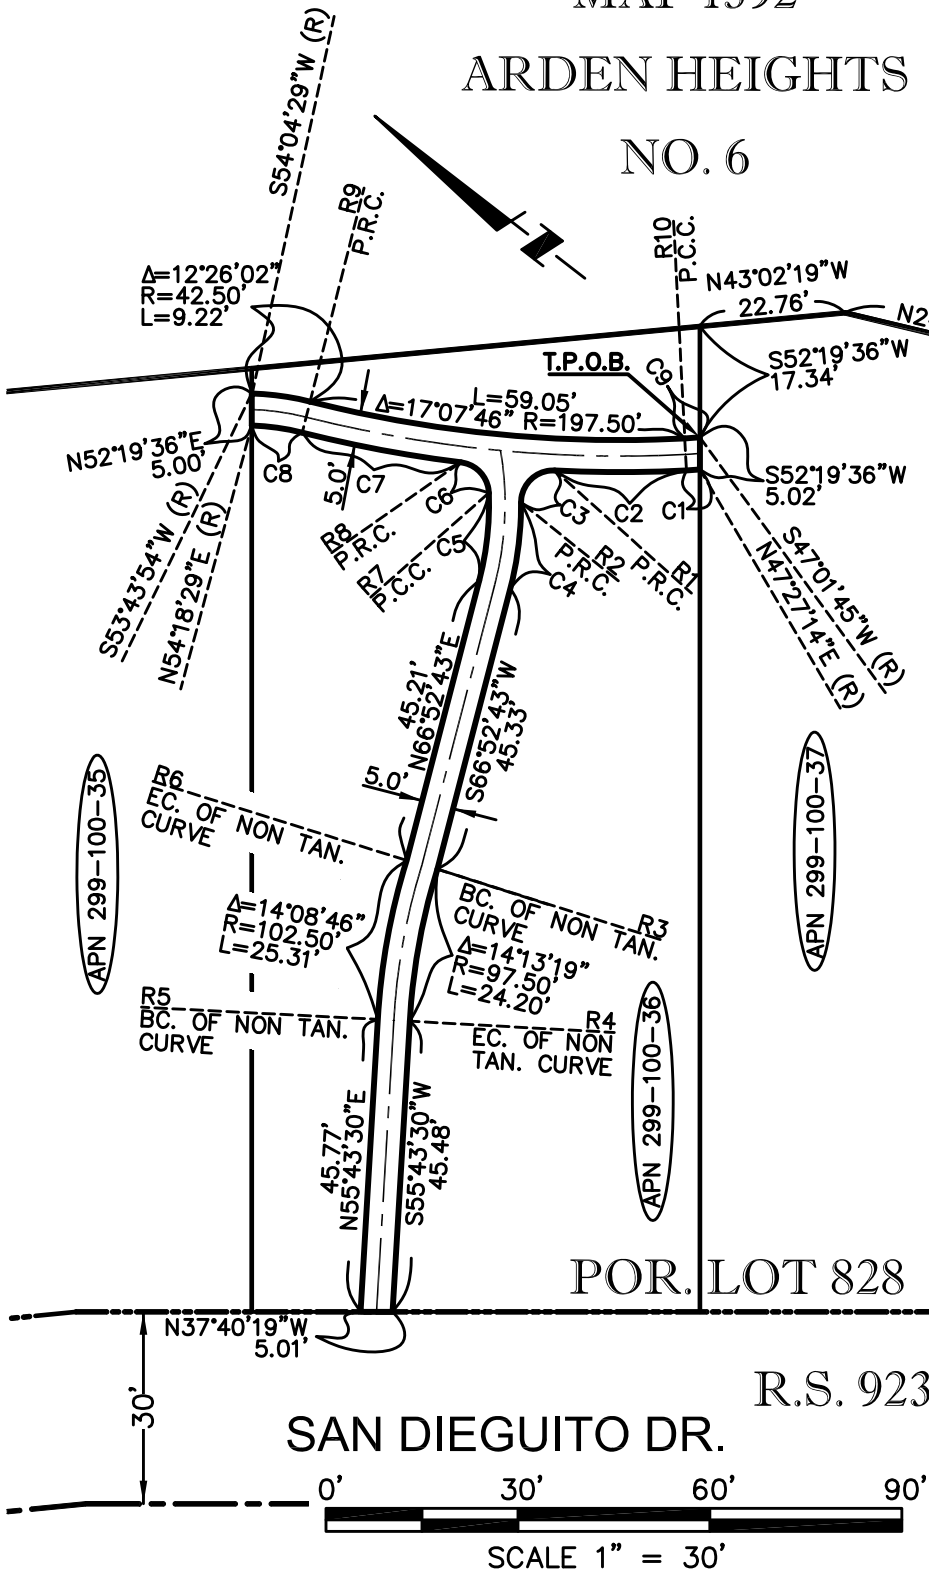 MAP 4592
ARDEN HEIGHTS
NO. 6
S54°04'29"W (R)
R9
P.R.C.
R10
P.C.C.
N43°02'19"W
22.76'
Δ=12°26'02"
R=42.50'
L=9.22'
S52°19'36"W
17.34'
T.P.O.B.
C9
L=59.05'
Δ=17°07'46" R=197.50'
N52°19'36"E
5.00'
C8
5.0'
C7
C6
C5
C3
C2
C1
C4
S52°19'36"W
5.02'
R8
P.R.C.
R7
P.C.C.
R2
P.R.C.
R1
P.R.C.
S53°43'54"W (R)
N54°18'29"E (R)
S47°01'45"W (R)
N47°27'14"E (R)
45.21'
N66°52'43"E
S66°52'43"W
45.33'
5.0'
APN 299-100-35
APN 299-100-37
R6
EC. OF NON TAN.
CURVE
R3
BC. OF NON TAN.
CURVE
Δ=14°08'46"
R=102.50'
L=25.31'
Δ=14°13'19"
R=97.50'
L=24.20'
R5
BC. OF NON TAN.
CURVE
R4
EC. OF NON
TAN. CURVE
APN 299-100-36
45.77'
N55°43'30"E
S55°43'30"W
45.48'
POR. LOT 828
N37°40'19"W
5.01'
30'
R.S. 923
SAN DIEGUITO DR.
0' 30' 60' 90'
SCALE 1" = 30'